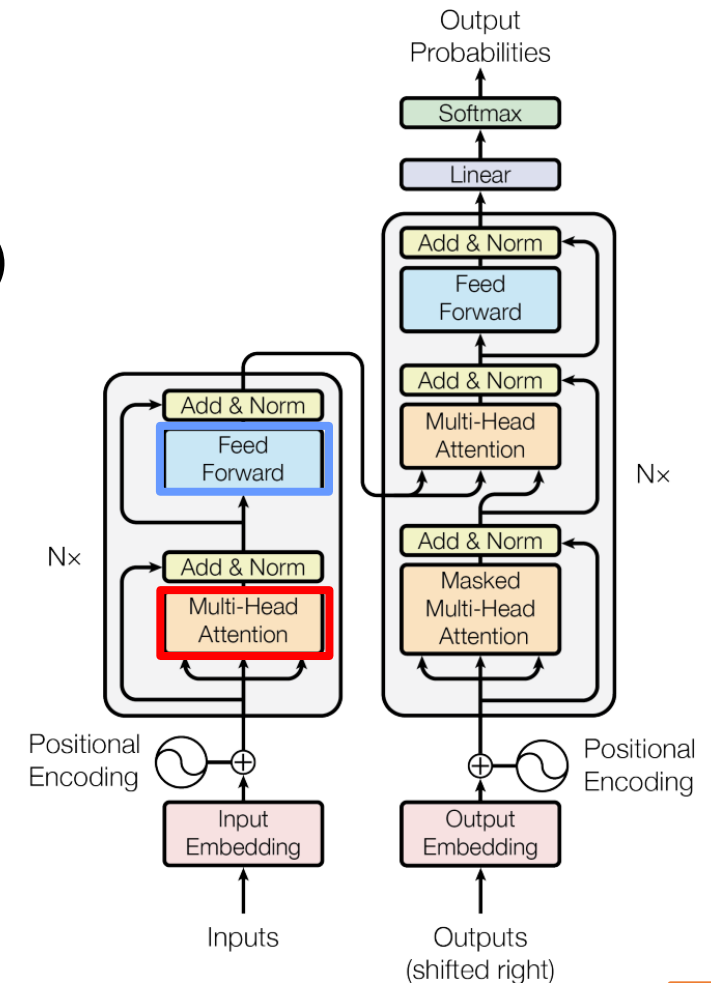 Output
Probabilities
Softmax
Linear
Add & Norm
Feed
Forward
Add & Norm
Multi-Head
Attention
Add & Norm
Masked
Multi-Head
Attention
Nx
Add & Norm
Feed
Forward
Add & Norm
Multi-Head
Attention
Nx
Positional
Encoding
Positional
Encoding
Input
Embedding
Output
Embedding
Inputs
Outputs
(shifted right)
)